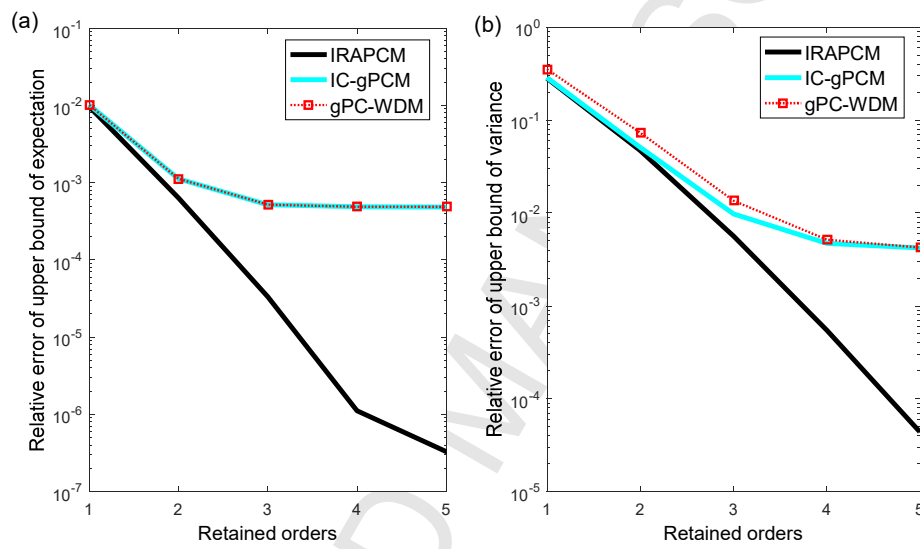 (a)
Relative error of upper bound of expectation
10^-1
10^-2
10^-3
10^-4
10^-5
10^-6
10^-7
IRAPCM
IC-gPCM
gPC-WDM
1 2 3 4 5
Retained orders
(b)
Relative error of upper bound of variance
10^0
10^-1
10^-2
10^-3
10^-4
10^-5
IRAPCM
IC-gPCM
gPC-WDM
1 2 3 4 5
Retained orders